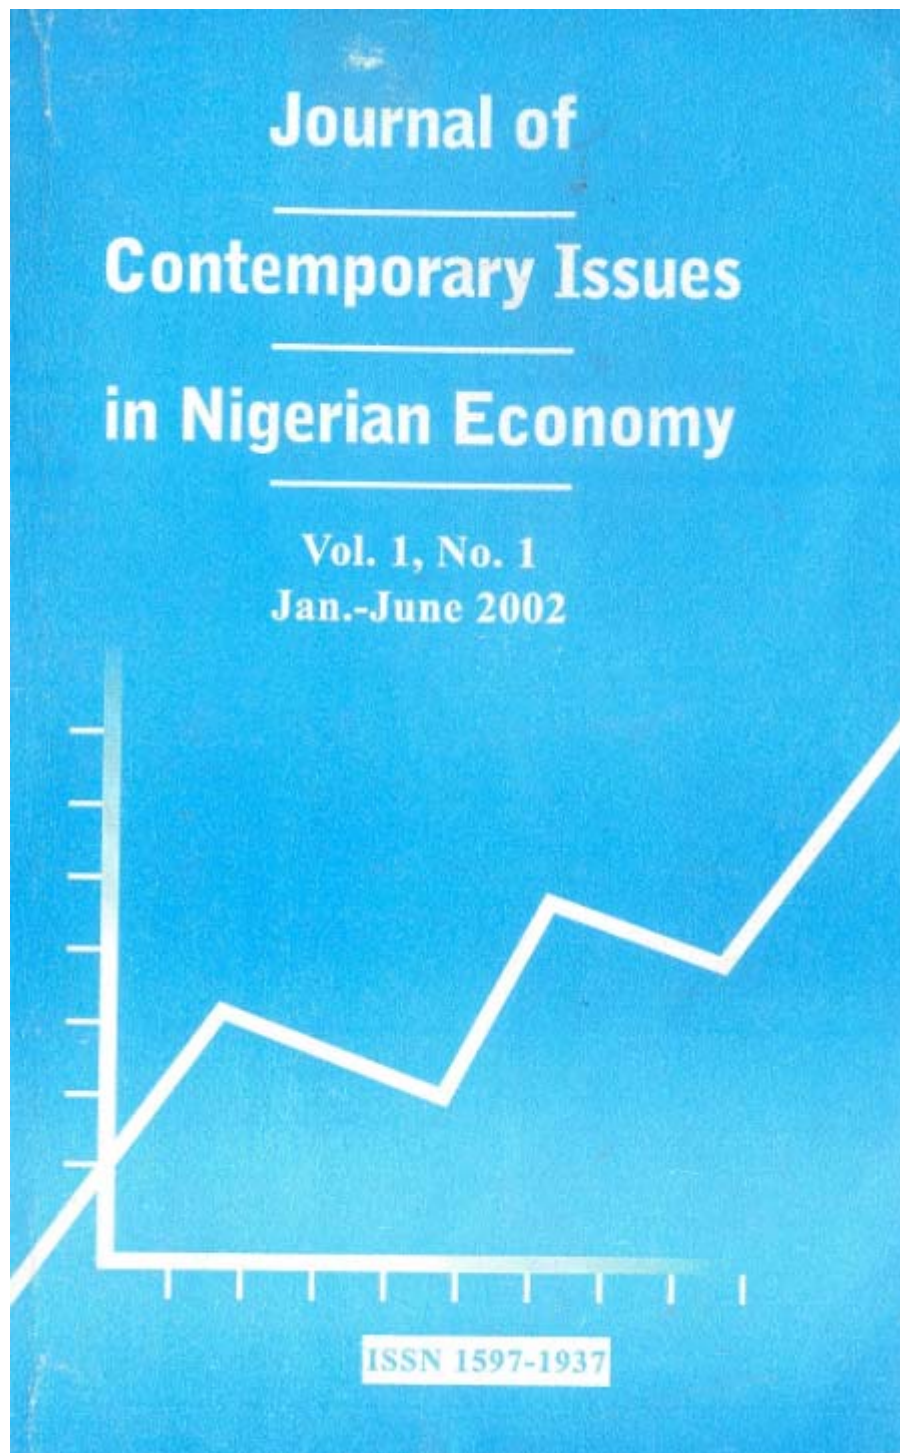 Journal of
Contemporary Issues
in Nigerian Economy
Vol. 1, No. 1
Jan.-June 2002
ISSN 1597-1937